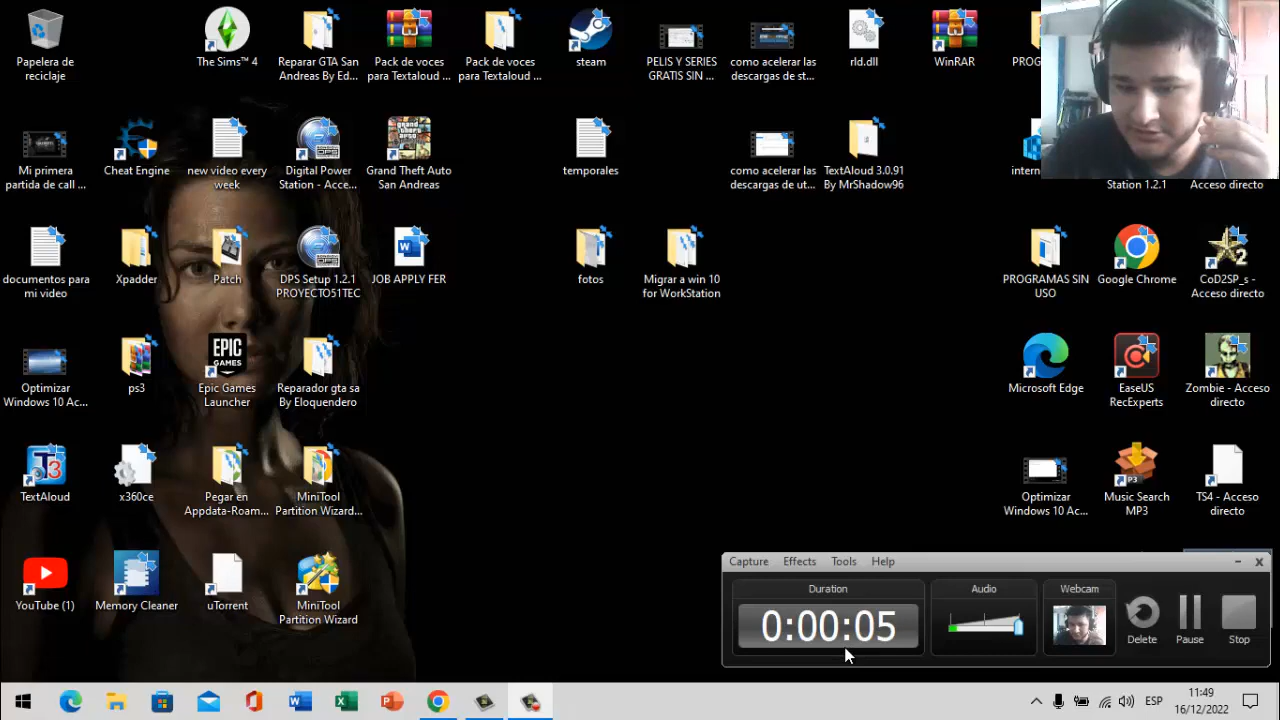 Papelera de
reciclaje
The Sims™ 4
Reparar GTA San
Andreas By Ed...
Pack de voces
para Textaloud ...
Pack de voces
para Textaloud ...
steam
PELIS Y SERIES
GRATIS SIN ...
como acelerar las
descargas de st...
rld.dll
WinRAR
PROG
Mi primera
partida de call ...
Cheat Engine
new video every
week
Digital Power
Station - Acce...
Grand Theft Auto
San Andreas
temporales
como acelerar las
descargas de ut...
TextAloud 3.0.91
By MrShadow96
intern
Station 1.2.1
Acceso directo
documentos para
mi video
Xpadder
Patch
DPS Setup 1.2.1
PROYECTO51TEC
JOB APPLY FER
fotos
Migrar a win 10
for WorkStation
PROGRAMAS SIN
USO
Google Chrome
CoD2SP_s -
Acceso directo
Optimizar
Windows 10 Ac...
ps3
EPIC
GAMES
Epic Games
Launcher
Reparador gta sa
By Eloquendero
Microsoft Edge
EaseUS
RecExperts
Zombie - Acceso
directo
TextAloud
x360ce
Pegar en
Appdata-Roam...
MiniTool
Partition Wizard...
Optimizar
Windows 10 Ac...
P3
Music Search
MP3
TS4 - Acceso
directo
YouTube (1)
Memory Cleaner
uTorrent
MiniTool
Partition Wizard
Capture Effects Tools Help
Duration
0:00:05
Audio
Webcam
Delete
Pause
Stop
ESP
11:49
16/12/2022